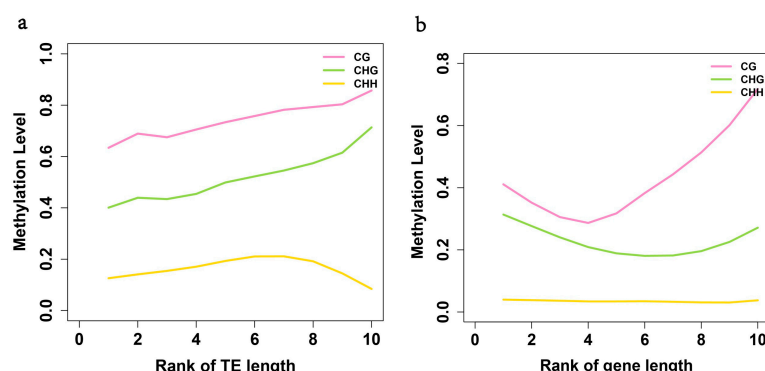 a
1.0
0.8
0.6
0.4
0.2
0.0
Methylation Level
CG
CHG
CHH
0 2 4 6 8 10
Rank of TE length
b
0.8
0.6
0.4
0.2
0.0
Methylation Level
CG
CHG
CHH
0 2 4 6 8 10
Rank of gene length